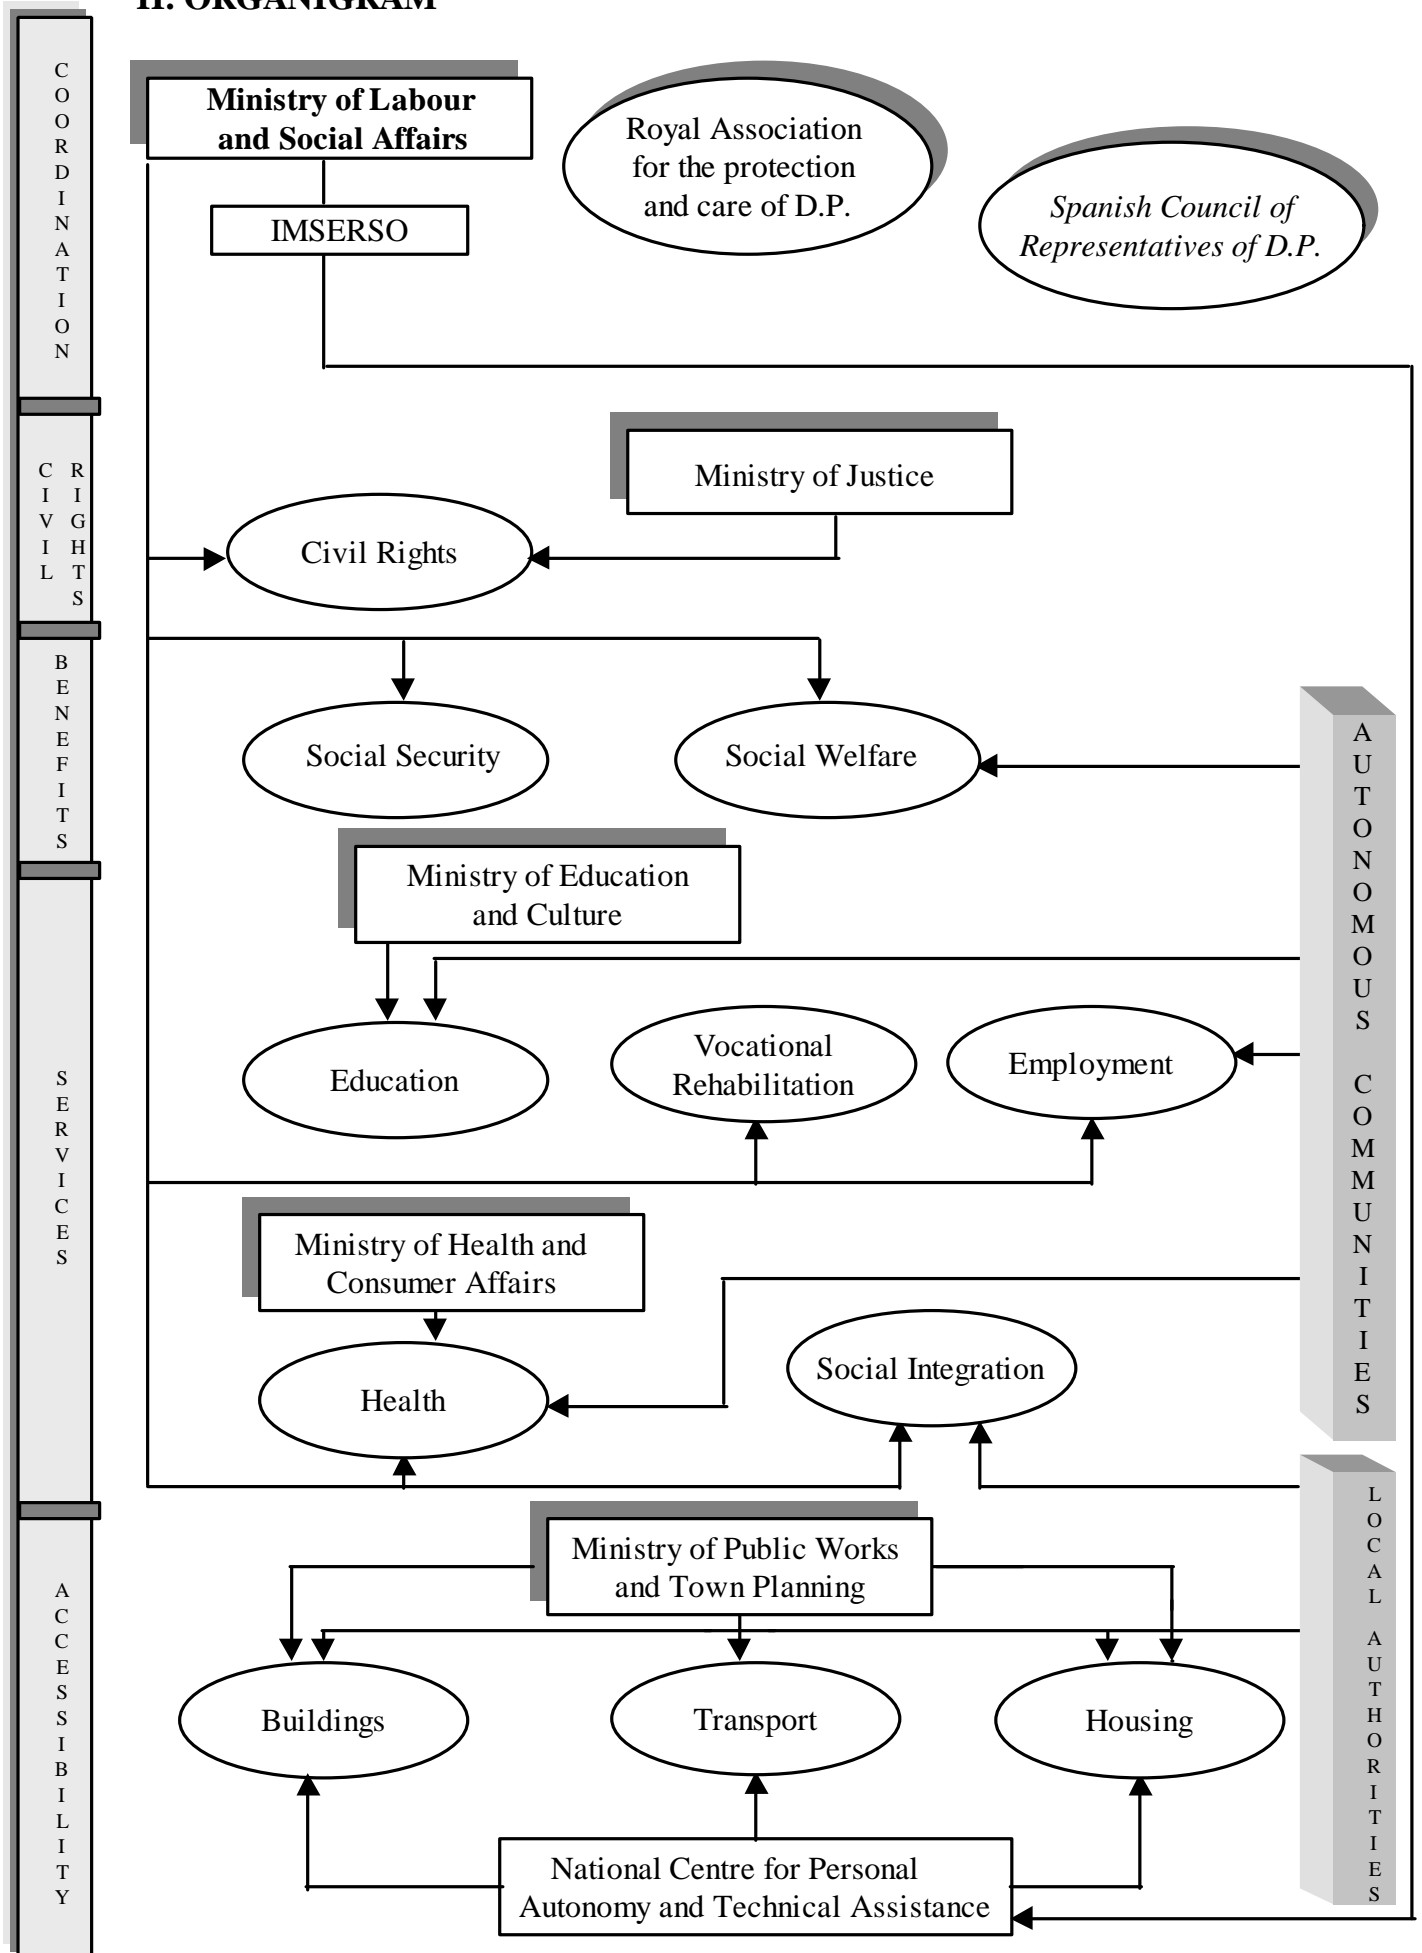 II. ORGANIGRAM
COORDINATION
Ministry of Labour
and Social Affairs
Royal Association
for the protection
and care of D.P.
Spanish Council of
Representatives of D.P.
IMSERSO
CIVIL RIGHTS
Ministry of Justice
Civil Rights
BENEFITS
Social Security
Social Welfare
AUTONOMOUS COMMUNITIES
SERVICES
Ministry of Education
and Culture
Education
Vocational
Rehabilitation
Employment
Ministry of Health and
Consumer Affairs
Health
Social Integration
LOCAL AUTHORITIES
ACCESSIBILITY
Ministry of Public Works
and Town Planning
Buildings
Transport
Housing
National Centre for Personal
Autonomy and Technical Assistance